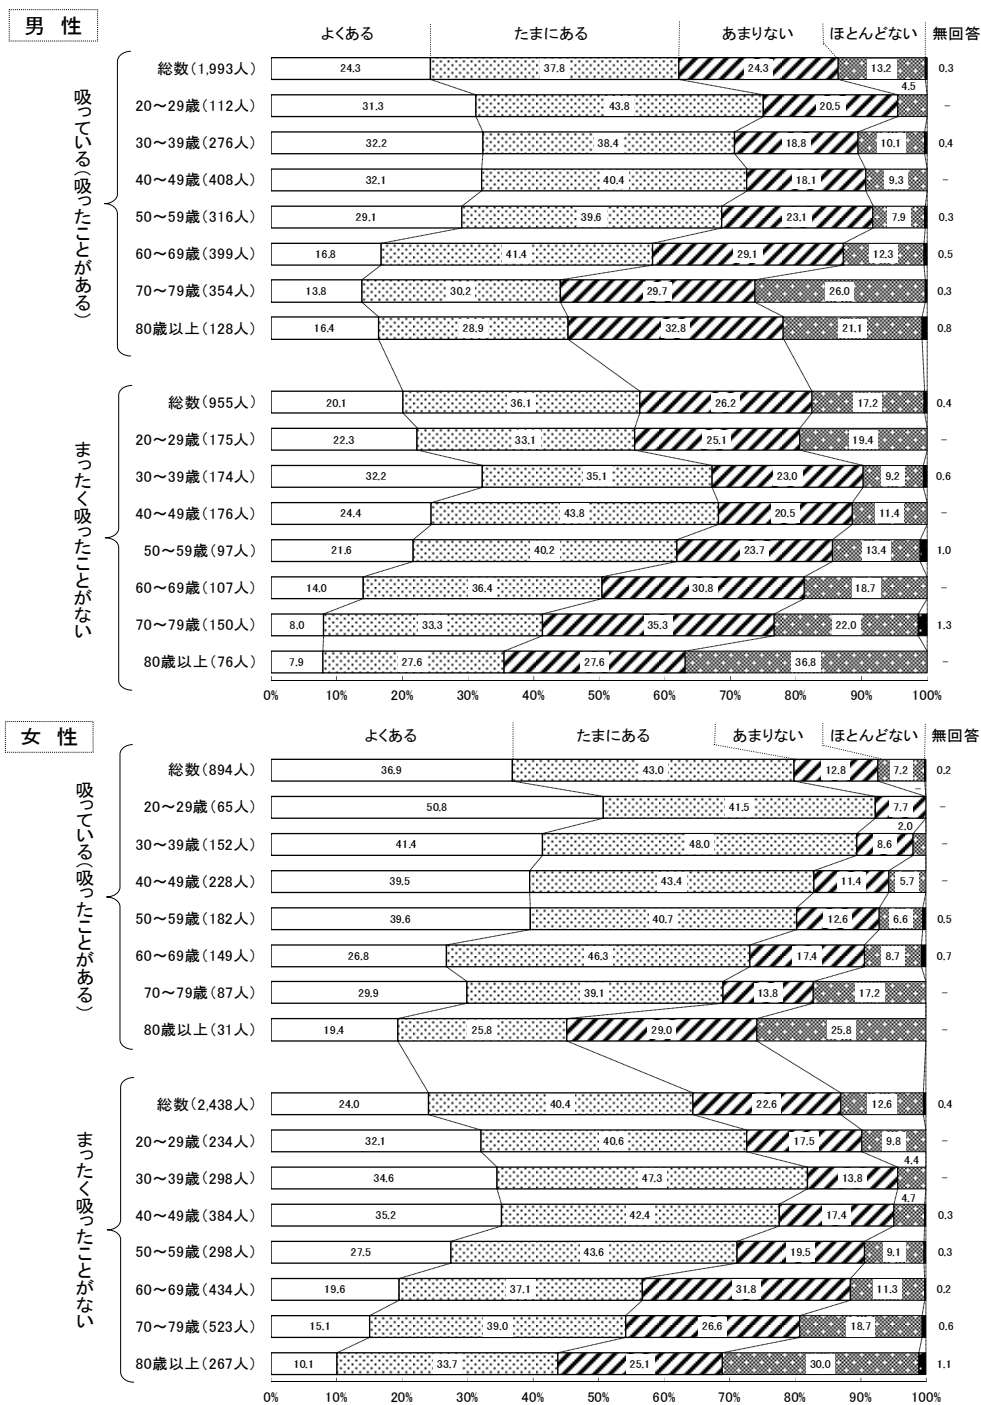 男 性
よくある たまにある あまりない ほとんどない 無回答
吸っている(吸ったことがある)
総数(1,993人) 24.3 37.8 24.3 13.2 0.3
20～29歳(112人) 31.3 43.8 20.5 4.5 -
30～39歳(276人) 32.2 38.4 18.8 10.1 0.4
40～49歳(408人) 32.1 40.4 18.1 9.3 -
50～59歳(316人) 29.1 39.6 23.1 7.9 0.3
60～69歳(399人) 16.8 41.4 29.1 12.3 0.5
70～79歳(354人) 13.8 30.2 29.7 26.0 0.3
80歳以上(128人) 16.4 28.9 32.8 21.1 0.8
まったく吸ったことがない
総数(955人) 20.1 36.1 26.2 17.2 0.4
20～29歳(175人) 22.3 33.1 25.1 19.4 -
30～39歳(174人) 32.2 35.1 23.0 9.2 0.6
40～49歳(176人) 24.4 43.8 20.5 11.4 -
50～59歳(97人) 21.6 40.2 23.7 13.4 1.0
60～69歳(107人) 14.0 36.4 30.8 18.7 -
70～79歳(150人) 8.0 33.3 35.3 22.0 1.3
80歳以上(76人) 7.9 27.6 27.6 36.8 -
0% 10% 20% 30% 40% 50% 60% 70% 80% 90% 100%
女 性
よくある たまにある あまりない ほとんどない 無回答
吸っている(吸ったことがある)
総数(894人) 36.9 43.0 12.8 7.2 0.2
20～29歳(65人) 50.8 41.5 7.7 - -
30～39歳(152人) 41.4 48.0 8.6 2.0 -
40～49歳(228人) 39.5 43.4 11.4 5.7 -
50～59歳(182人) 39.6 40.7 12.6 6.6 0.5
60～69歳(149人) 26.8 46.3 17.4 8.7 0.7
70～79歳(87人) 29.9 39.1 13.8 17.2 -
80歳以上(31人) 19.4 25.8 29.0 25.8 -
まったく吸ったことがない
総数(2,438人) 24.0 40.4 22.6 12.6 0.4
20～29歳(234人) 32.1 40.6 17.5 9.8 -
30～39歳(298人) 34.6 47.3 13.8 4.4 -
40～49歳(384人) 35.2 42.4 17.4 4.7 0.3
50～59歳(298人) 27.5 43.6 19.5 9.1 0.3
60～69歳(434人) 19.6 37.1 31.8 11.3 0.2
70～79歳(523人) 15.1 39.0 26.6 18.7 0.6
80歳以上(267人) 10.1 33.7 25.1 30.0 1.1
0% 10% 20% 30% 40% 50% 60% 70% 80% 90% 100%